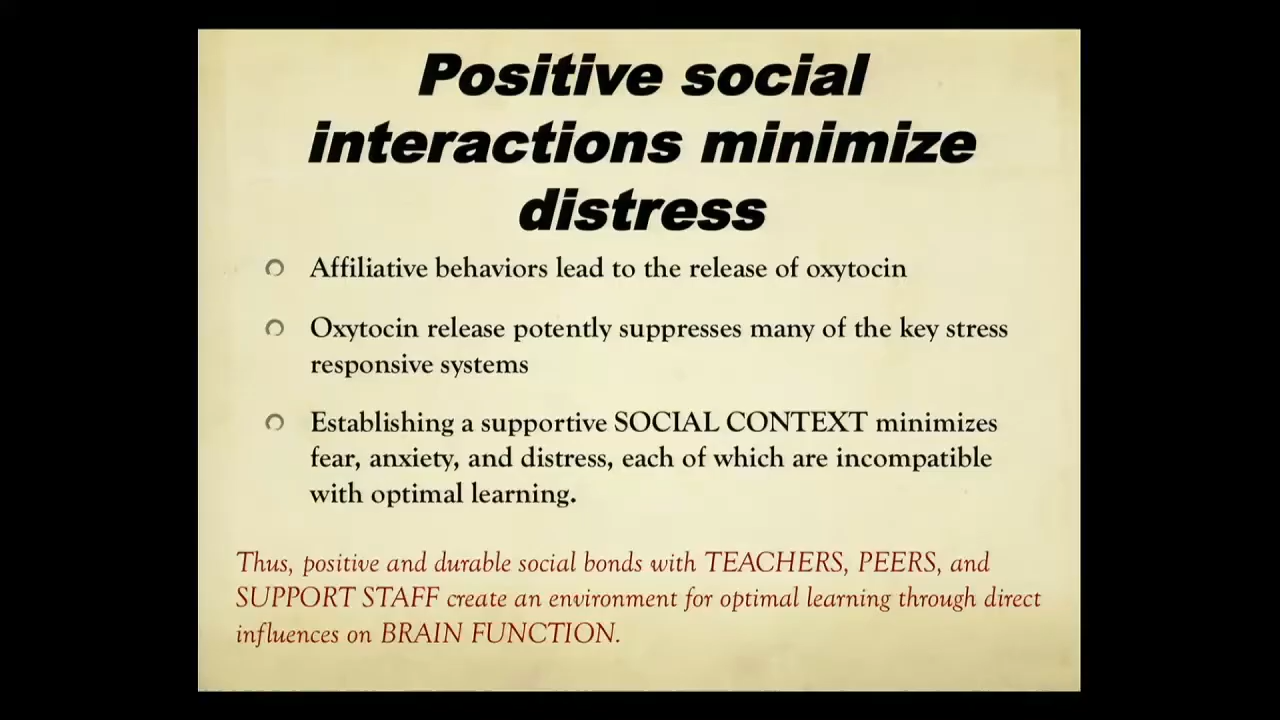 Positive social
interactions minimize
distress
Affiliative behaviors lead to the release of oxytocin
Oxytocin release potently suppresses many of the key stress
responsive systems
Establishing a supportive SOCIAL CONTEXT minimizes
fear, anxiety, and distress, each of which are incompatible
with optimal learning.
Thus, positive and durable social bonds with TEACHERS, PEERS, and
SUPPORT STAFF create an environment for optimal learning through direct
influences on BRAIN FUNCTION.